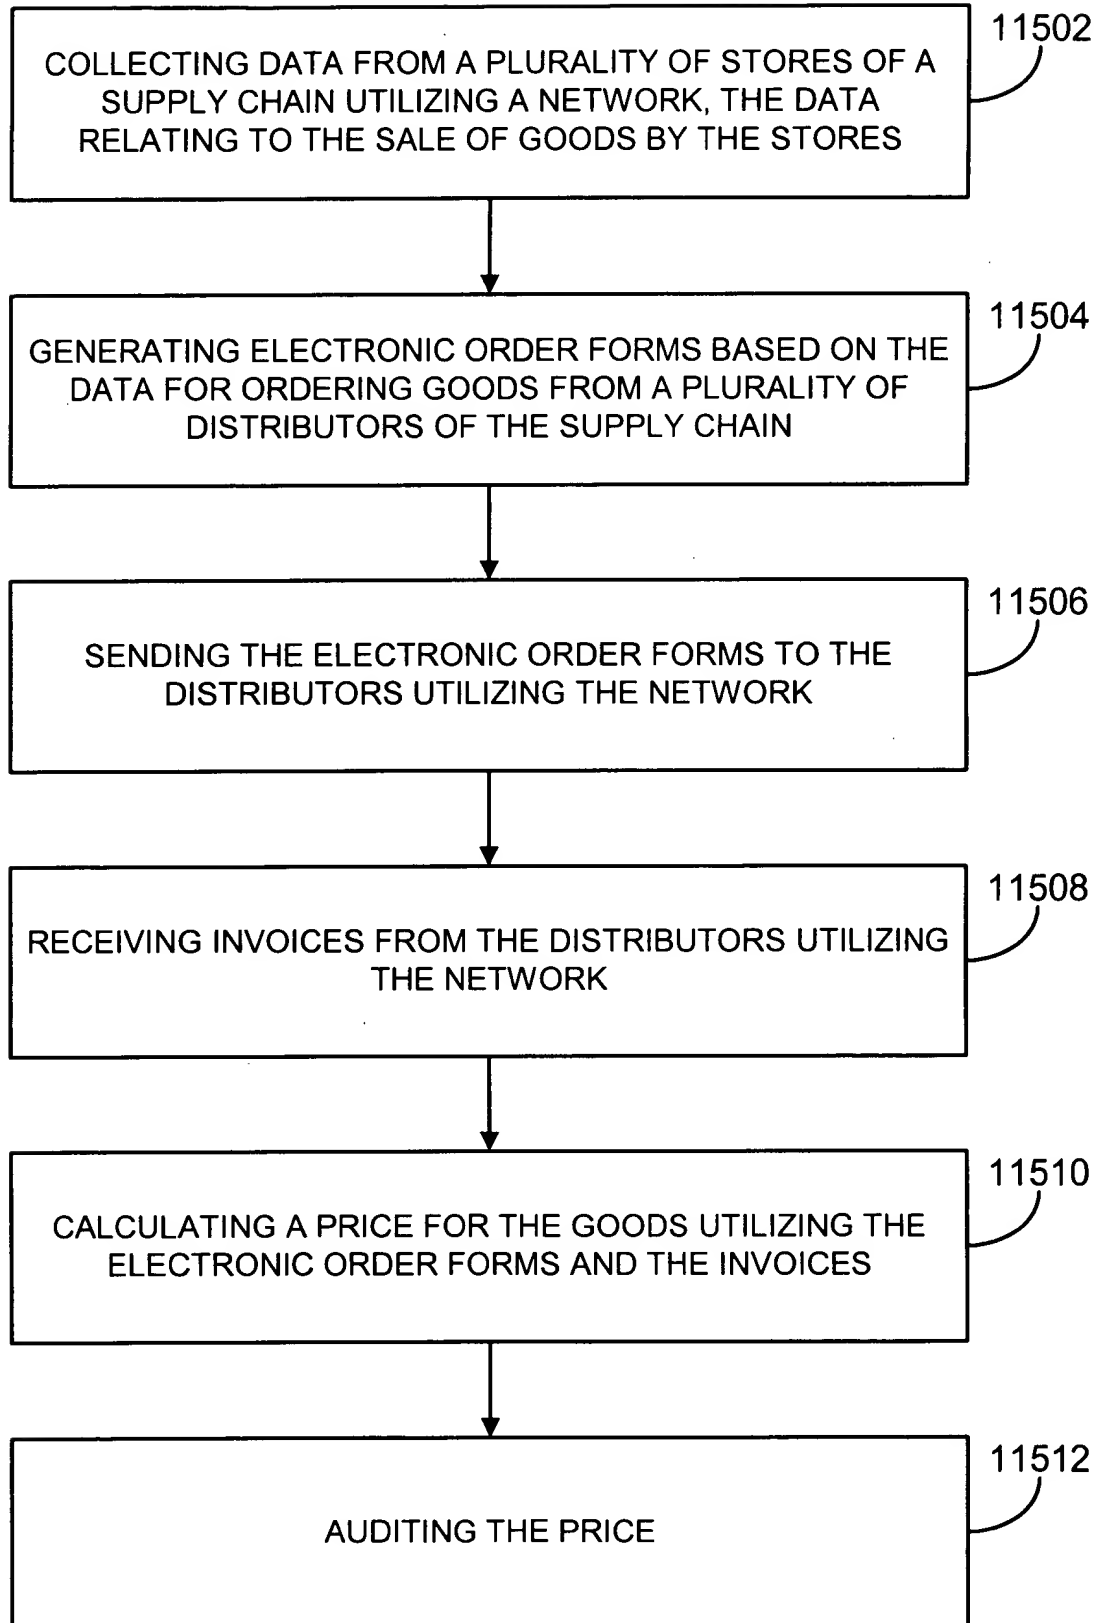 11502
COLLECTING DATA FROM A PLURALITY OF STORES OF A
SUPPLY CHAIN UTILIZING A NETWORK, THE DATA
RELATING TO THE SALE OF GOODS BY THE STORES
11504
GENERATING ELECTRONIC ORDER FORMS BASED ON THE
DATA FOR ORDERING GOODS FROM A PLURALITY OF
DISTRIBUTORS OF THE SUPPLY CHAIN
11506
SENDING THE ELECTRONIC ORDER FORMS TO THE
DISTRIBUTORS UTILIZING THE NETWORK
11508
RECEIVING INVOICES FROM THE DISTRIBUTORS UTILIZING
THE NETWORK
11510
CALCULATING A PRICE FOR THE GOODS UTILIZING THE
ELECTRONIC ORDER FORMS AND THE INVOICES
11512
AUDITING THE PRICE